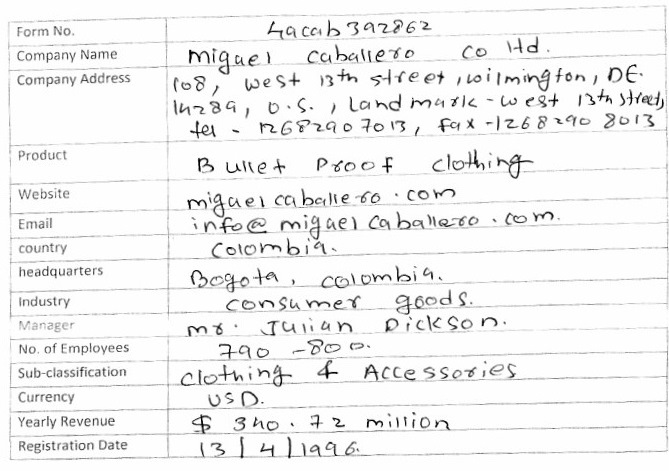 Form No. 4acab392862
Company Name miguel caballero co ltd.
Company Address 108, west 13th street, wilmington, DE.
14289, U.S., Landmark - west 13th street,
tel - 12682907013, fax - 1268290 8013
Product Bullet Proof clothing
Website miguelcaballero.com
Email info@miguelcaballero.com.
country Colombia.
headquarters Bogota, colombia.
Industry consumer goods.
Manager mr. Julian Dickson.
No. of Employees 790 - 800.
Sub-classification clothing & Accessories
Currency USD.
Yearly Revenue $ 340.72 million
Registration Date 13/4/1996.